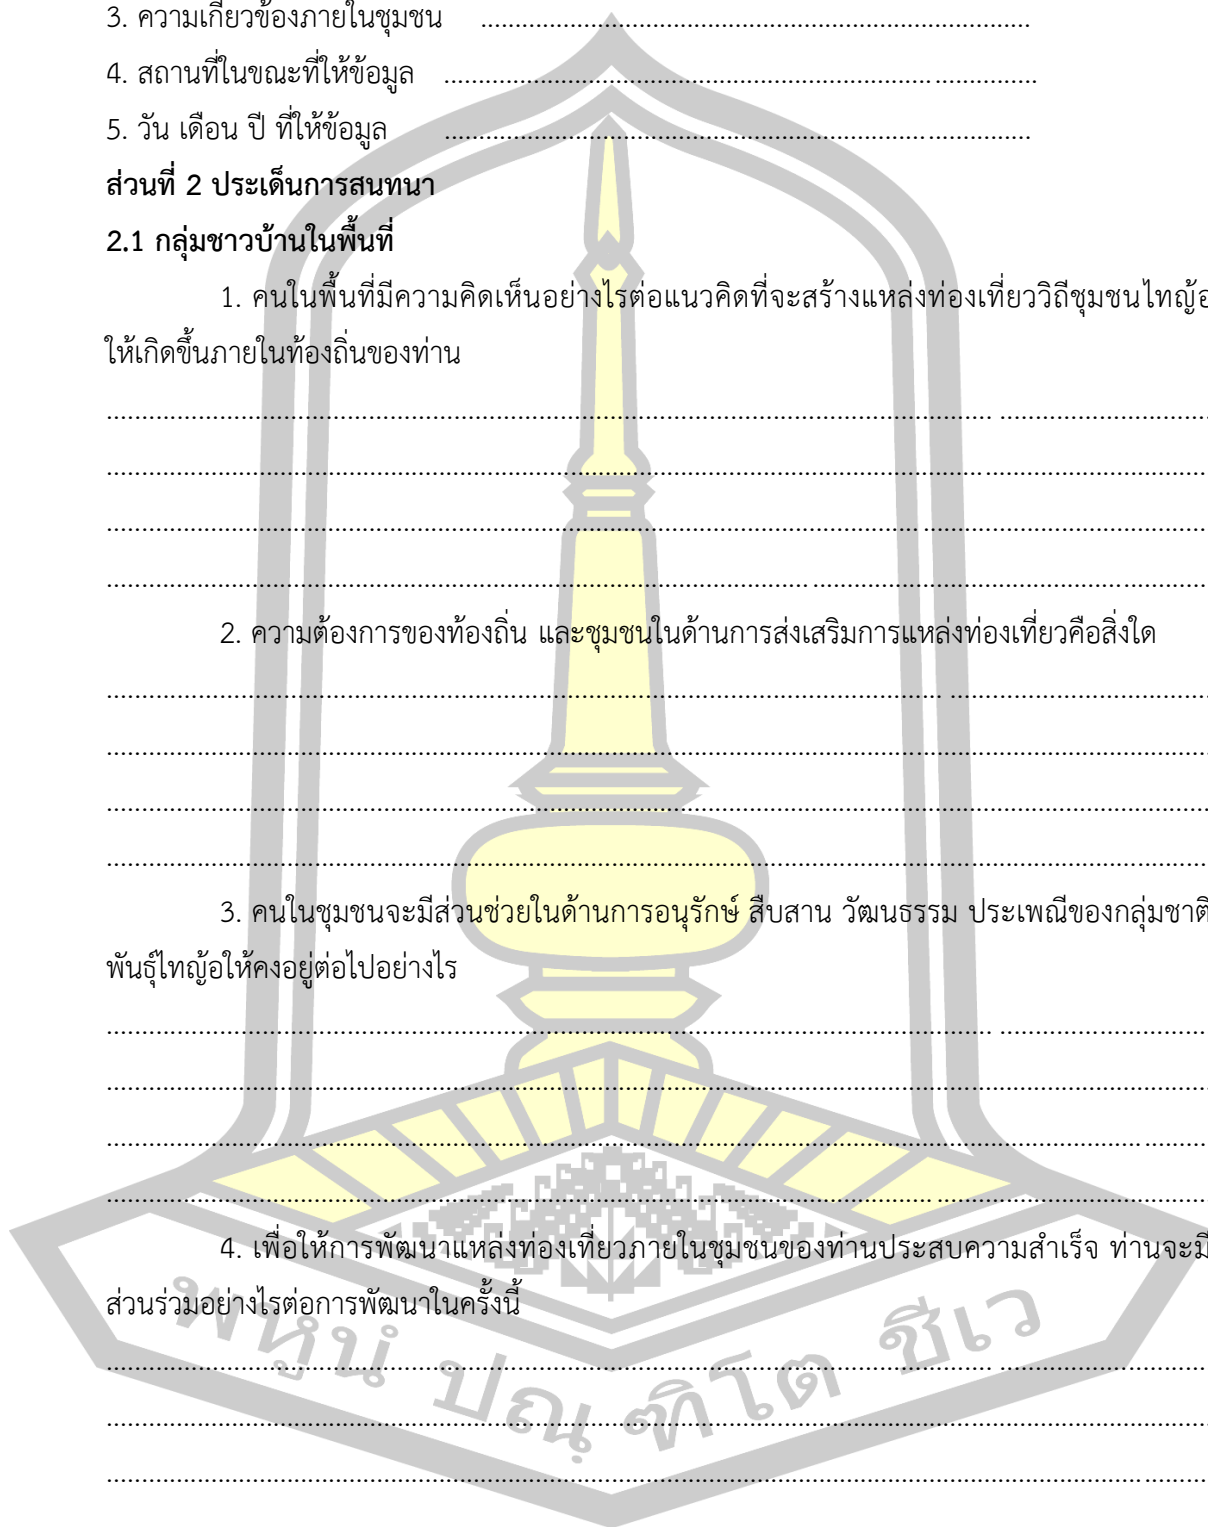 3. ความเกี่ยวข้องภายในชุมชน ................................................................................
4. สถานที่ในขณะที่ให้ข้อมูล ................................................................................
5. วัน เดือน ปี ที่ให้ข้อมูล ................................................................................
ส่วนที่ 2 ประเด็นการสนทนา
2.1 กลุ่มชาวบ้านในพื้นที่
1. คนในพื้นที่มีความคิดเห็นอย่างไรต่อแนวคิดที่จะสร้างแหล่งท่องเที่ยววิถีชุมชนไทญ้อ
ให้เกิดขึ้นภายในท้องถิ่นของท่าน
................................................................................
................................................................................
................................................................................
................................................................................
2. ความต้องการของท้องถิ่น และชุมชนในด้านการส่งเสริมการแหล่งท่องเที่ยวคือสิ่งใด
................................................................................
................................................................................
................................................................................
................................................................................
3. คนในชุมชนจะมีส่วนช่วยในด้านการอนุรักษ์ สืบสาน วัฒนธรรม ประเพณีของกลุ่มชาติ
พันธุ์ไทญ้อให้คงอยู่ต่อไปอย่างไร
................................................................................
................................................................................
................................................................................
................................................................................
4. เพื่อให้การพัฒนาแหล่งท่องเที่ยวภายในชุมชนของท่านประสบความสำเร็จ ท่านจะมี
ส่วนร่วมอย่างไรต่อการพัฒนาในครั้งนี้
................................................................................
................................................................................
................................................................................
พหูนํ ปณฺฑิโต ชีเว